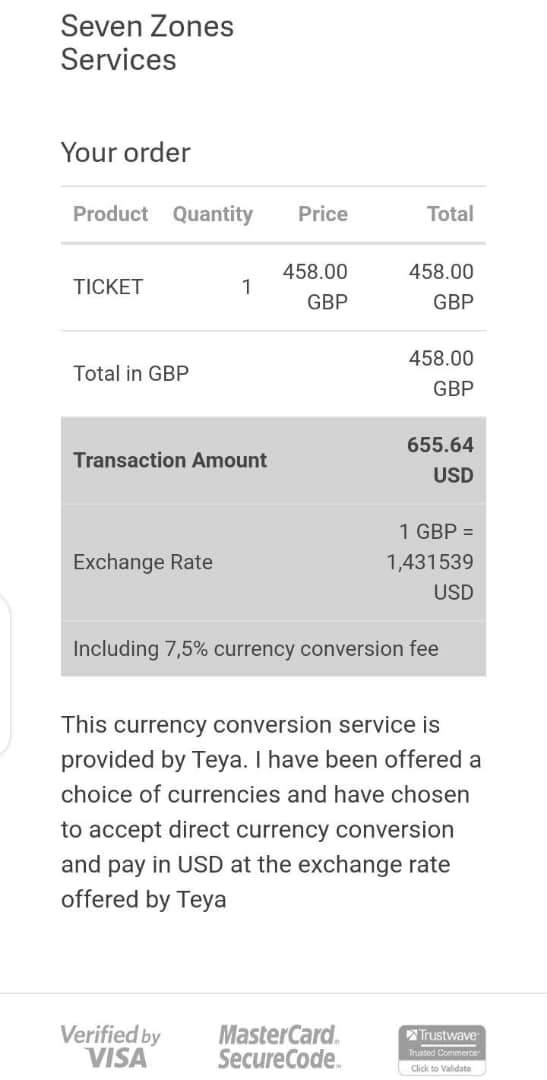 Seven Zones
Services
Your order
Product Quantity Price Total
TICKET 1 458.00 GBP 458.00 GBP
Total in GBP 458.00 GBP
Transaction Amount 655.64 USD
Exchange Rate 1 GBP = 1,431539 USD
Including 7,5% currency conversion fee
This currency conversion service is
provided by Teya. I have been offered a
choice of currencies and have chosen
to accept direct currency conversion
and pay in USD at the exchange rate
offered by Teya
Verified by
VISA
MasterCard.
SecureCode.
Trustwave
Trusted Commerce
Click to Validate